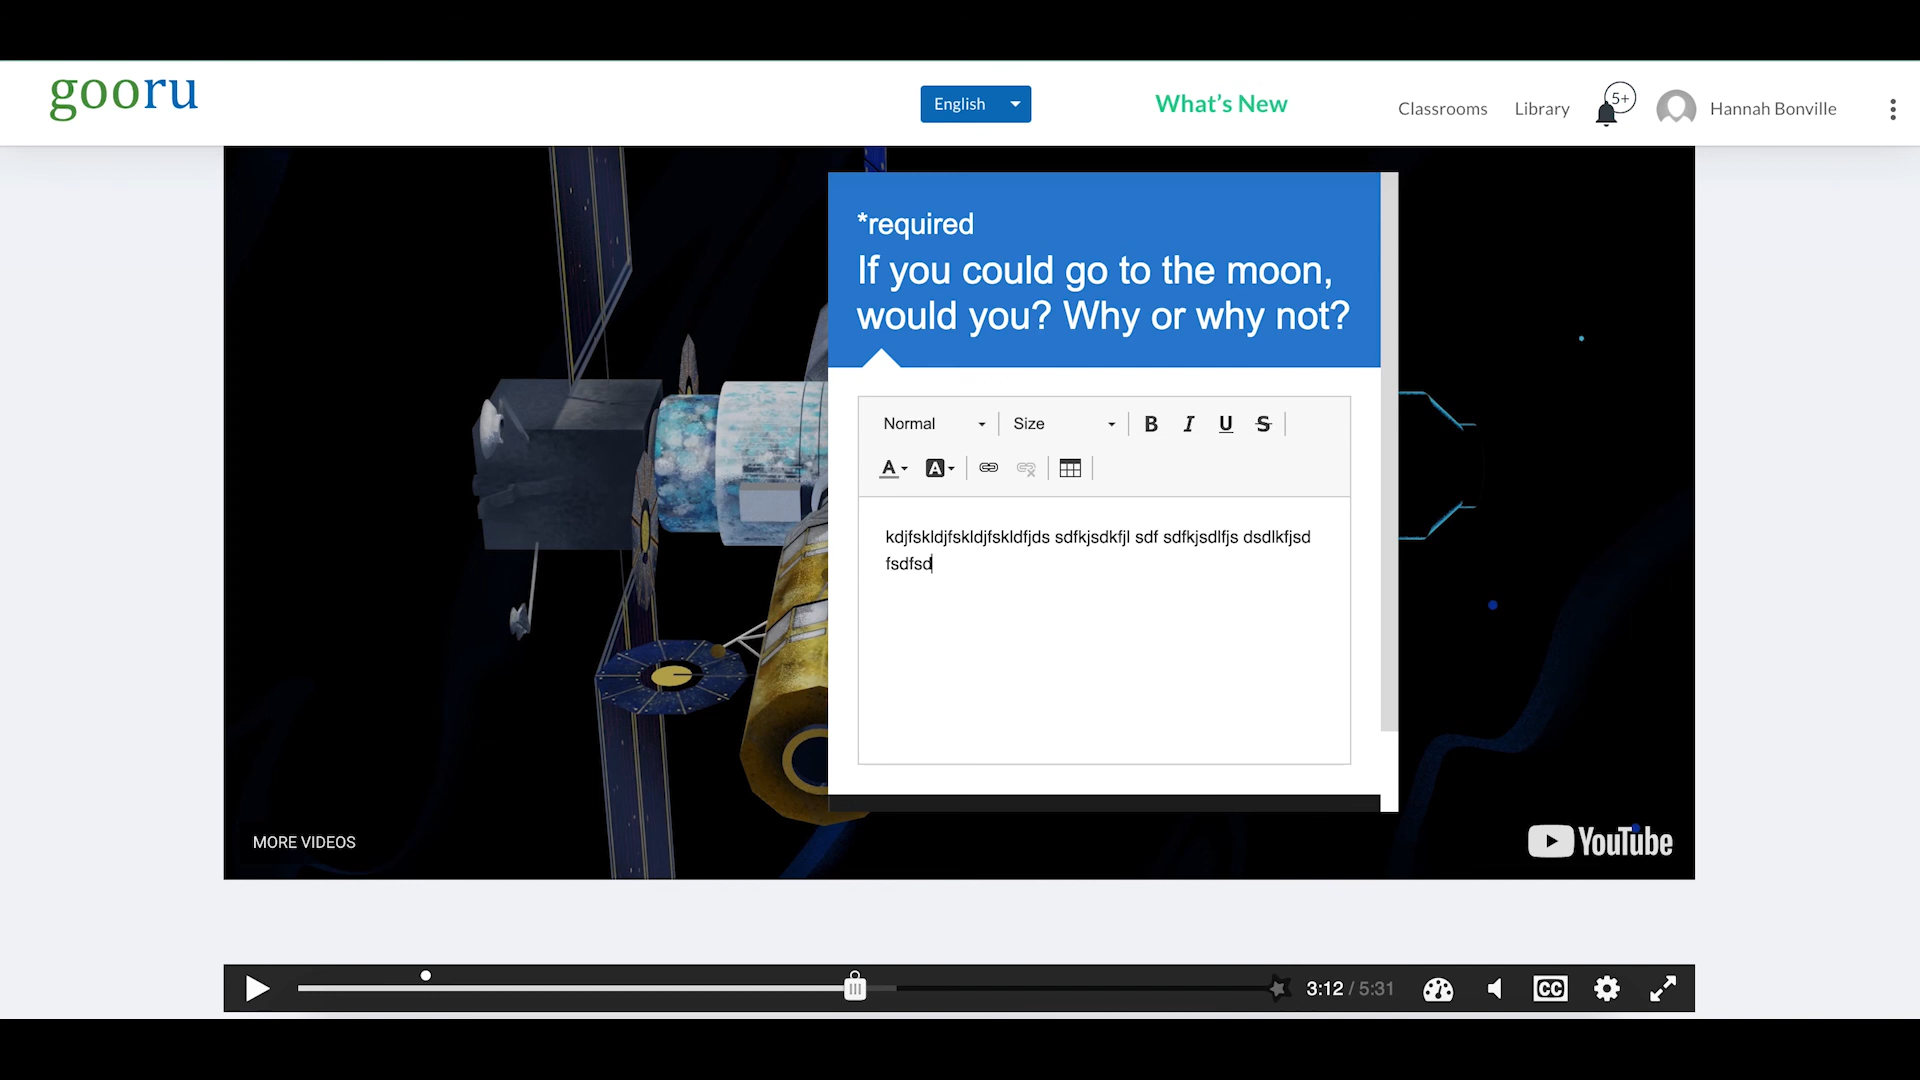 gooru
English
What's New
Classrooms
Library
5+
Hannah Bonville
*required
If you could go to the moon,
would you? Why or why not?
Normal
Size
B I U S
A A
kdjfskldjfskldjfskldfjds sdfkjsdkfjl sdf sdfkjsdlfjs dsdlkfjsd
fsdfsd
MORE VIDEOS
YouTube
3:12 / 5:31
CC